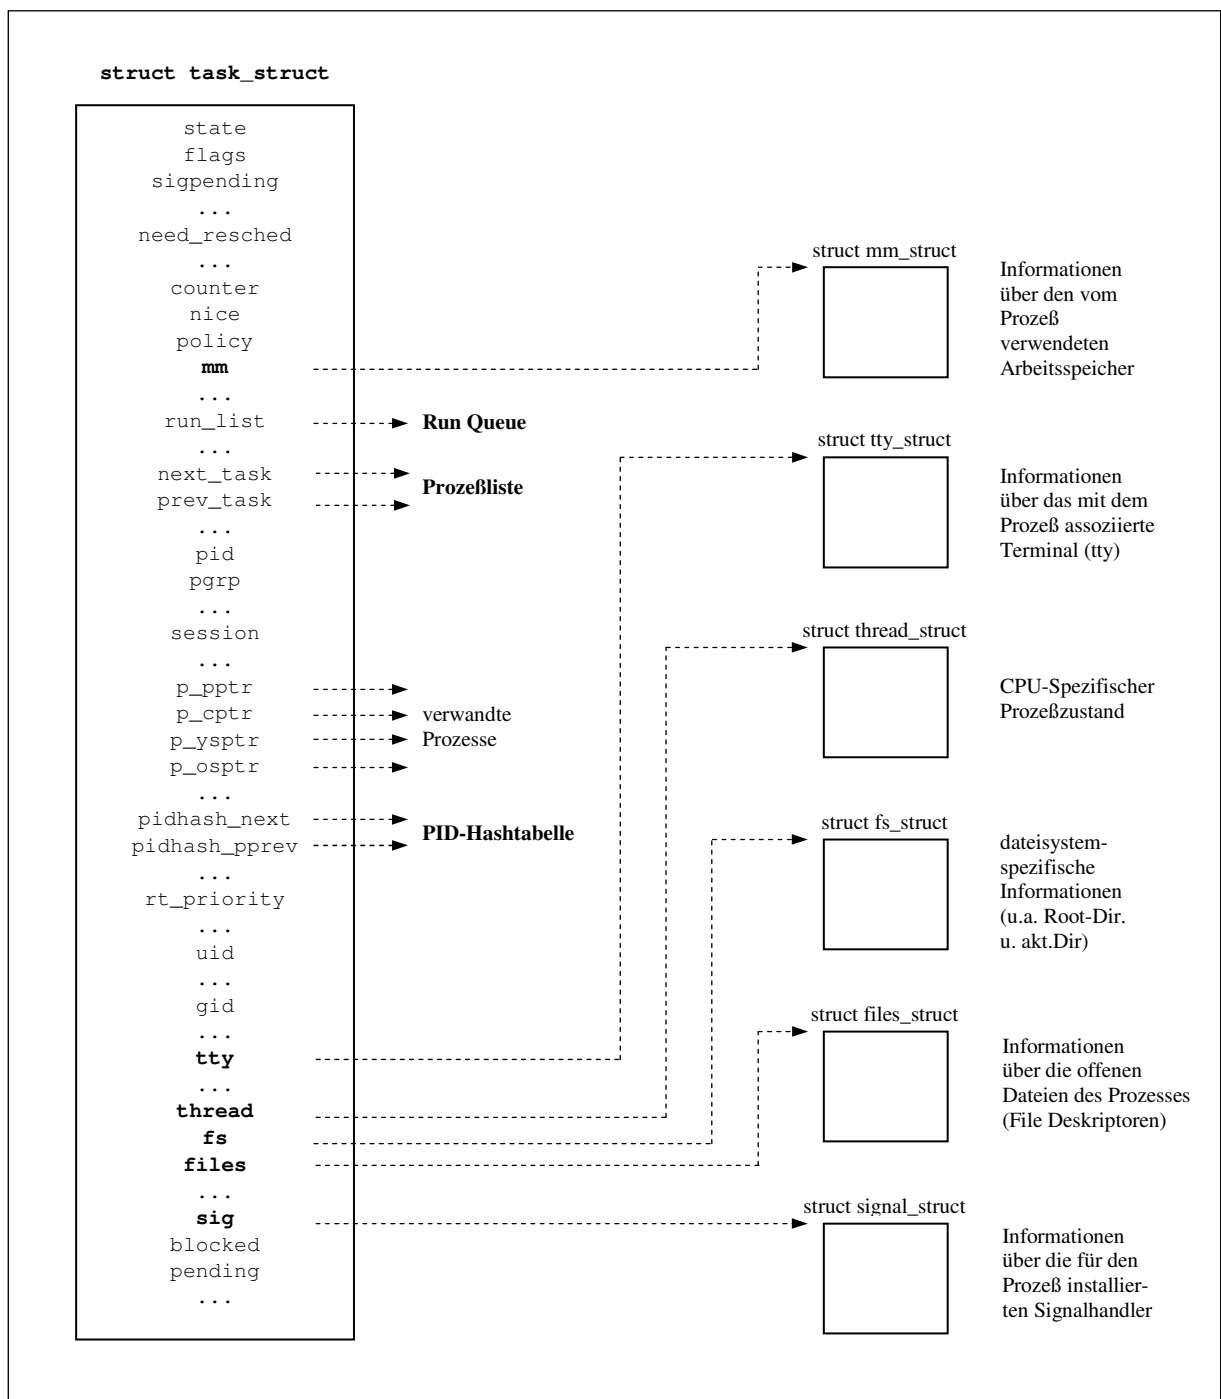 struct task_struct
state
flags
sigpending
...
need_resched
...
counter
nice
policy
mm
...
run_list
...
next_task
prev_task
...
pid
pgrp
...
session
...
p_pptr
p_cptr
p_ysptr
p_osptr
...
pidhash_next
pidhash_pprev
...
rt_priority
...
uid
...
gid
...
tty
...
thread
fs
files
...
sig
blocked
pending
...
Run Queue
Prozeßliste
verwandte
Prozesse
PID-Hashtabelle
struct mm_struct
Informationen
über den vom
Prozeß
verwendeten
Arbeitsspeicher
struct tty_struct
Informationen
über das mit dem
Prozeß assoziierte
Terminal (tty)
struct thread_struct
CPU-Spezifischer
Prozeßzustand
struct fs_struct
dateisystem-
spezifische
Informationen
(u.a. Root-Dir.
u. akt.Dir)
struct files_struct
Informationen
über die offenen
Dateien des Prozesses
(File Deskriptoren)
struct signal_struct
Informationen
über die für den
Prozeß installier-
ten Signalhandler